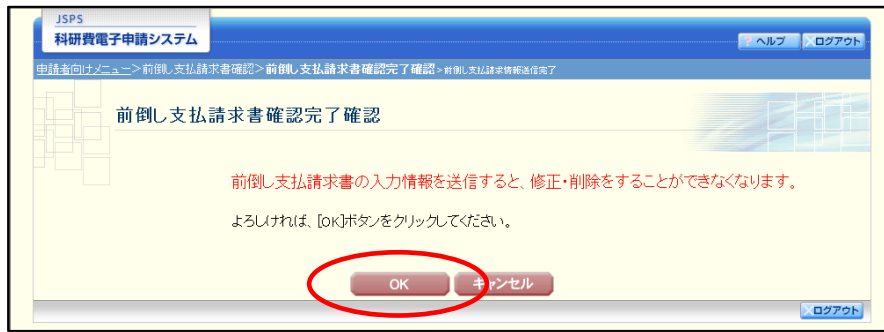 JSPS
科研費電子申請システム
? ヘルプ
ログアウト
申請者向けメニュー>前倒し支払請求書確認>前倒し支払請求書確認完了確認>前倒し支払請求情報送信完了
前倒し支払請求書確認完了確認
前倒し支払請求書の入力情報を送信すると、修正・削除をすることができなくなります。
よろしければ、[OK]ボタンをクリックしてください。
OK
キャンセル
ログアウト